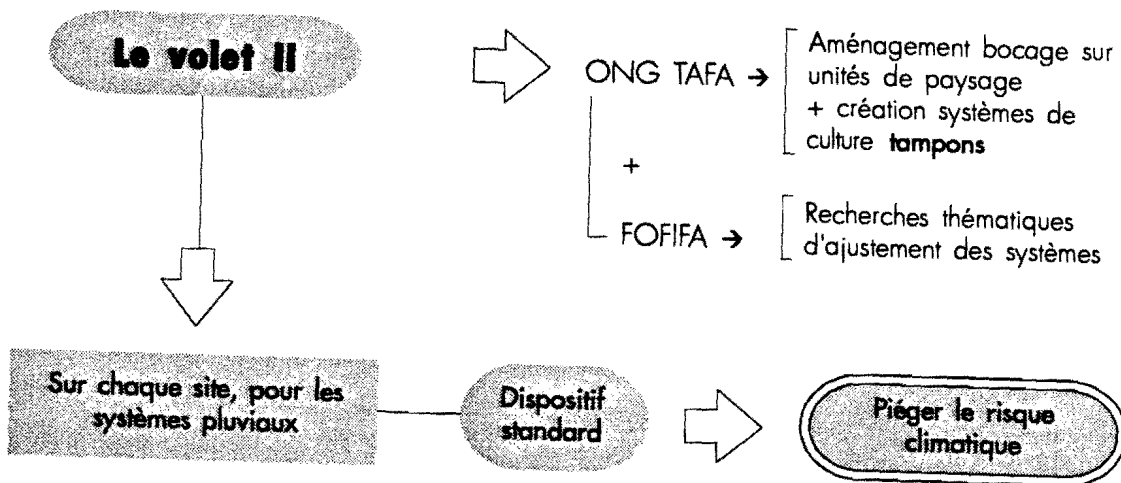 Le volet II
ONG TAFA → Aménagement bocage sur
unités de paysage
+ création systèmes de
culture tampons
+
FOFIFA → Recherches thématiques
d'ajustement des systèmes
Sur chaque site, pour les
systèmes pluviaux
Dispositif
standard
Piéger le risque
climatique